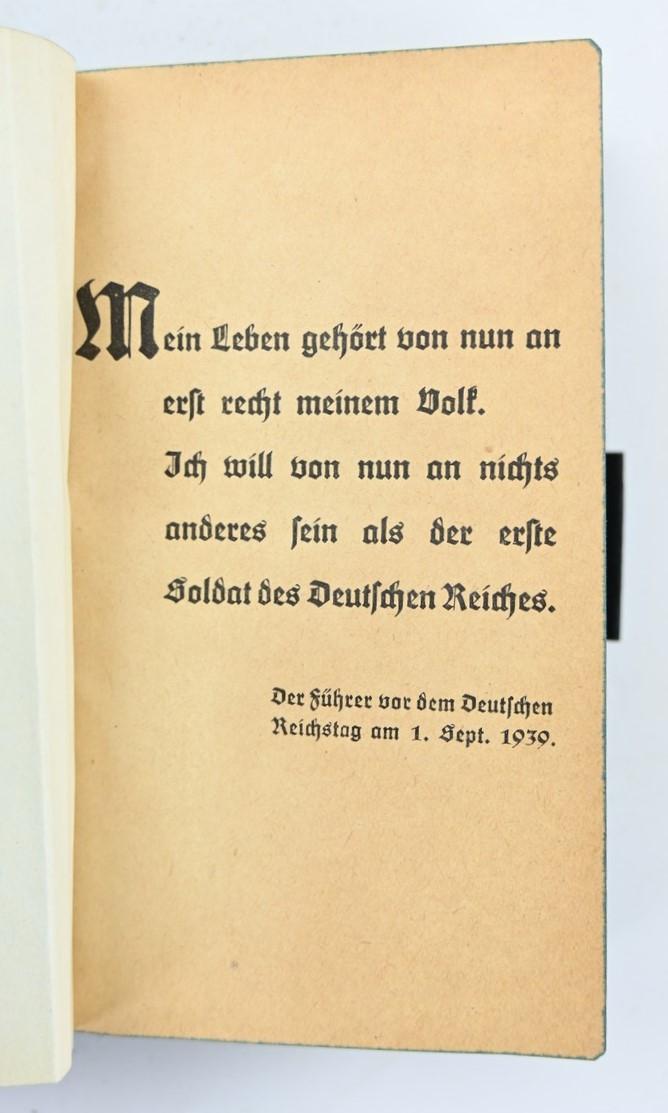 Mein Leben gehört von nun an
erst recht meinem Volk.
Ich will von nun an nichts
anderes sein als der erste
Soldat des Deutschen Reiches.
Der Führer vor dem Deutschen
Reichstag am 1. Sept. 1939.